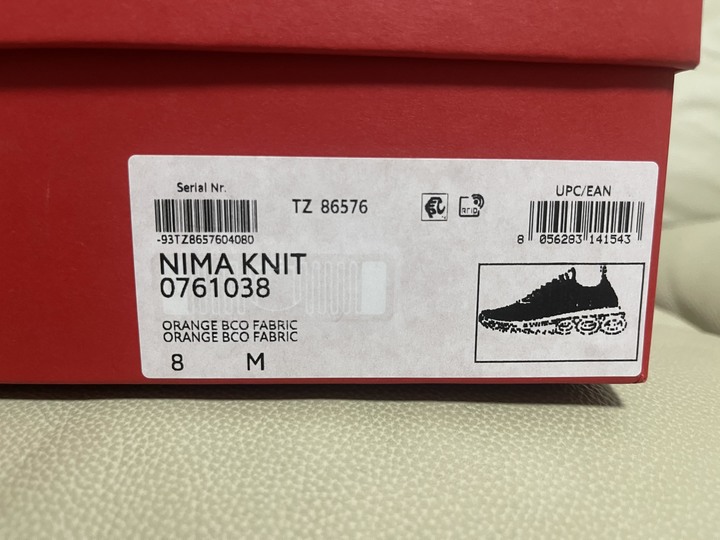 Serial Nr.
-93TZ8657604080
TZ 86576
RFID
UPC/EAN
8 056283 141543
NIMA KNIT
0761038
ORANGE BCO FABRIC
ORANGE BCO FABRIC
8 M